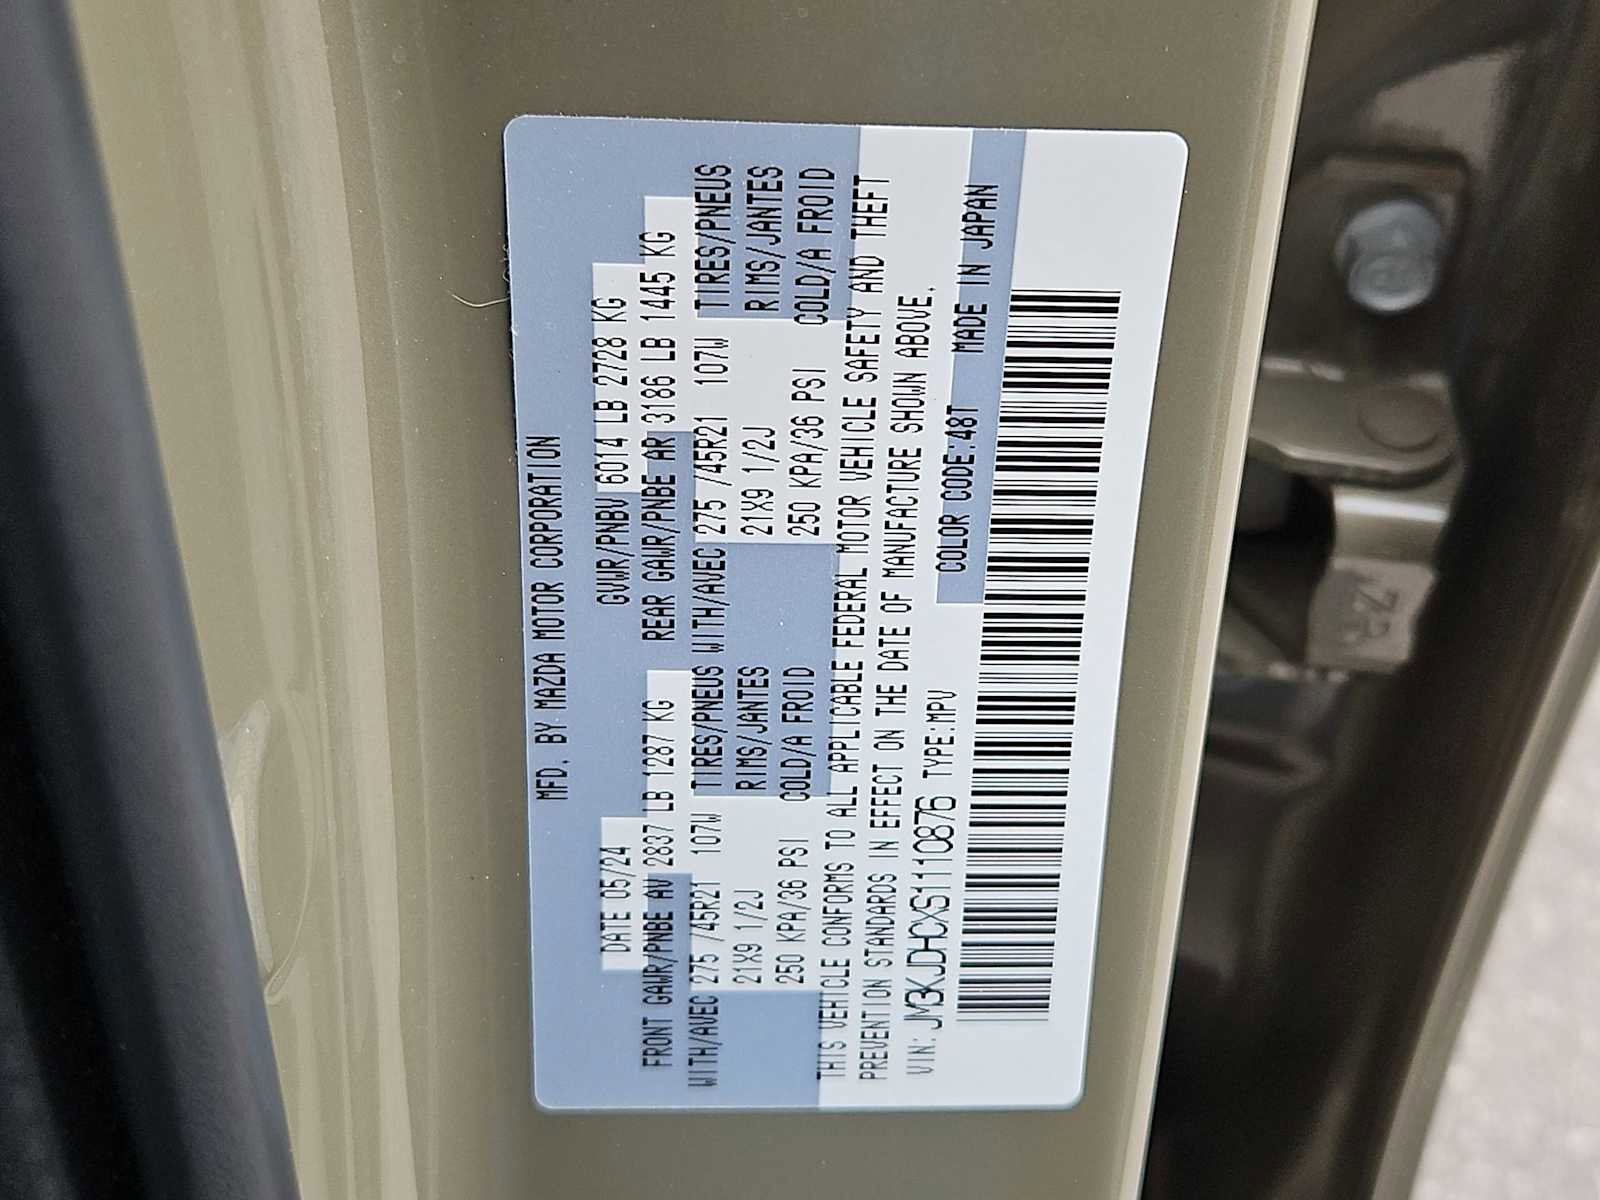 MFD. BY MAZDA MOTOR CORPORATION
DATE 05/24 GVWR/PNBV 6014 LB 2728 KG
FRONT GAWR/PNBE AV 2837 LB 1287 KG REAR GAWR/PNBE AR 3186 LB 1445 KG
WITH/AVEC 275 /45R21 107W TIRES/PNEUS WITH/AVEC 275 /45R21 107W TIRES/PNEUS
21X9 1/2J RIMS/JANTES 21X9 1/2J RIMS/JANTES
250 KPA/36 PSI COLD/A FROID 250 KPA/36 PSI COLD/A FROID
THIS VEHICLE CONFORMS TO ALL APPLICABLE FEDERAL MOTOR VEHICLE SAFETY AND THEFT
PREVENTION STANDARDS IN EFFECT ON THE DATE OF MANUFACTURE SHOWN ABOVE.
VIN: JM3KJDHCXS1110876 TYPE:MPV COLOR CODE:48T MADE IN JAPAN